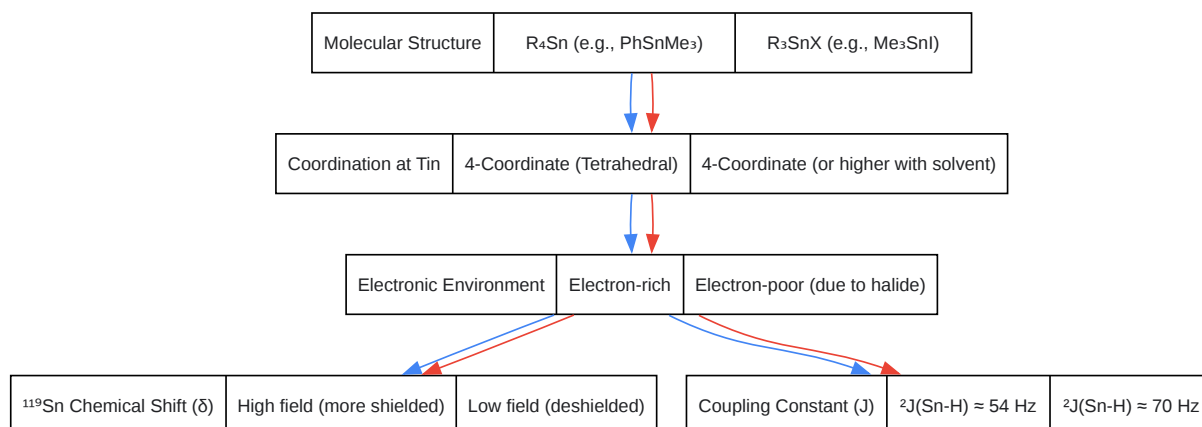 Molecular Structure
R₄Sn (e.g., PhSnMe₃)
R₃SnX (e.g., Me₃SnI)
Coordination at Tin
4-Coordinate (Tetrahedral)
4-Coordinate (or higher with solvent)
Electronic Environment
Electron-rich
Electron-poor (due to halide)
¹¹⁹Sn Chemical Shift (δ)
High field (more shielded)
Low field (deshielded)
Coupling Constant (J)
²J(Sn-H) ≈ 54 Hz
²J(Sn-H) ≈ 70 Hz